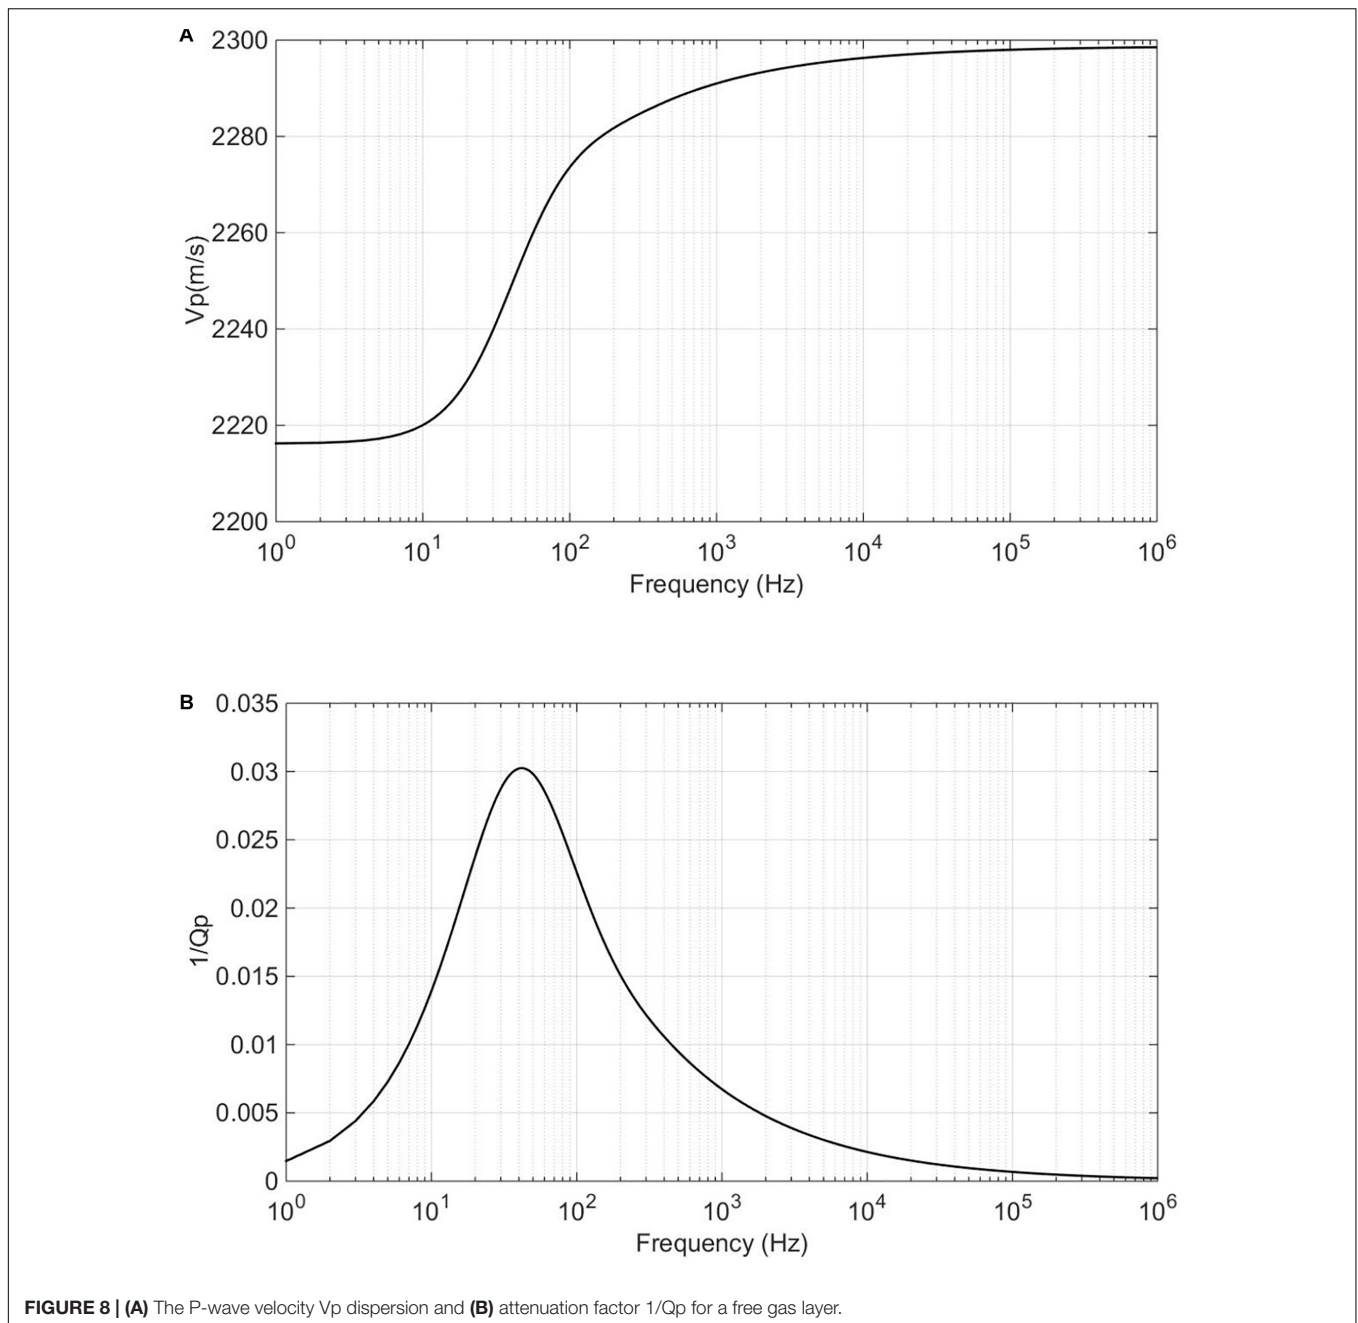 A
2300
2280
2260
2240
2220
2200
Vp(m/s)
10^0 10^1 10^2 10^3 10^4 10^5 10^6
Frequency (Hz)
B
0.035
0.03
0.025
0.02
0.015
0.01
0.005
0
1/Qp
10^0 10^1 10^2 10^3 10^4 10^5 10^6
Frequency (Hz)
FIGURE 8 | (A) The P-wave velocity Vp dispersion and (B) attenuation factor 1/Qp for a free gas layer.